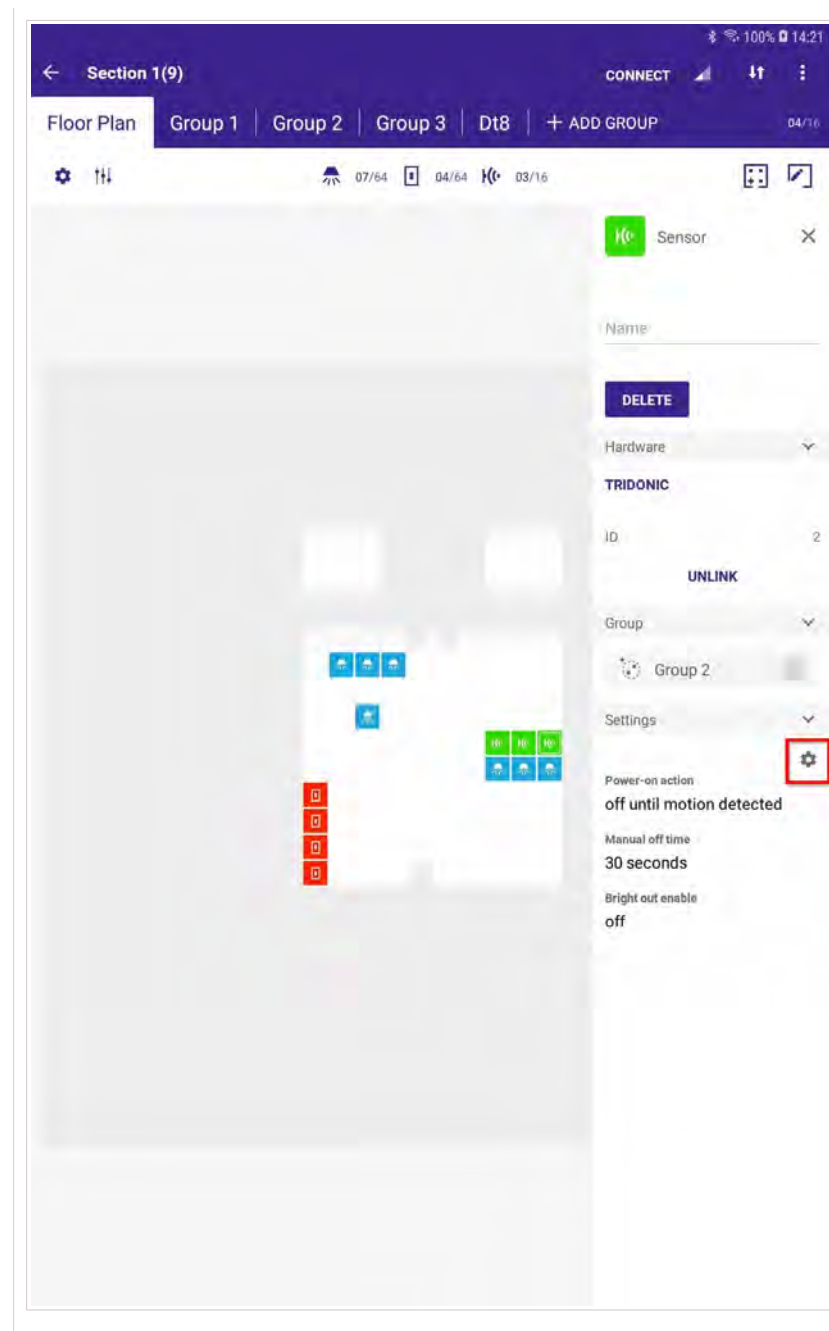 100% 14:21
Section 1(9) CONNECT
Floor Plan Group 1 Group 2 Group 3 Dt8 + ADD GROUP 04/16
07/64 04/64 03/16
Sensor
Name
DELETE
Hardware
TRIDONIC
ID 2
UNLINK
Group
Group 2
Settings
Power-on action
off until motion detected
Manual off time
30 seconds
Bright out enable
off